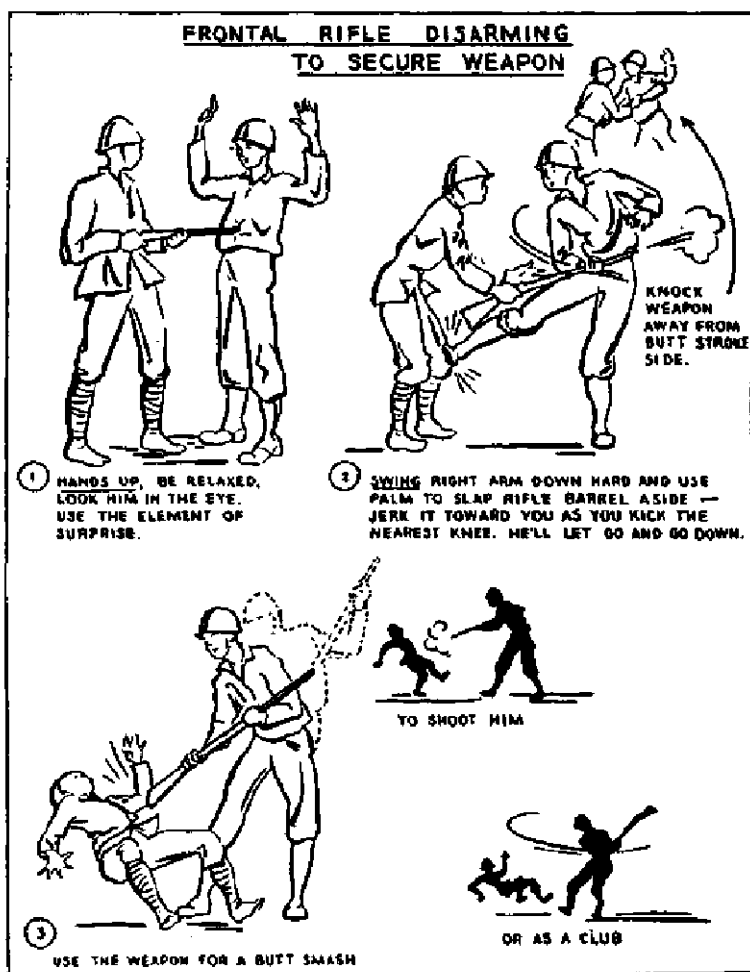 FRONTAL RIFLE DISARMING
TO SECURE WEAPON
KNOCK
WEAPON
AWAY FROM
BUTT STROKE
SIDE.
1 HANDS UP, BE RELAXED,
LOOK HIM IN THE EYE.
USE THE ELEMENT OF
SURPRISE.
2 SWING RIGHT ARM DOWN HARD AND USE
PALM TO SLAP RIFLE BARREL ASIDE —
JERK IT TOWARD YOU AS YOU KICK THE
NEAREST KNEE. HE'LL LET GO AND GO DOWN.
TO SHOOT HIM
3
USE THE WEAPON FOR A BUTT SMASH
OR AS A CLUB